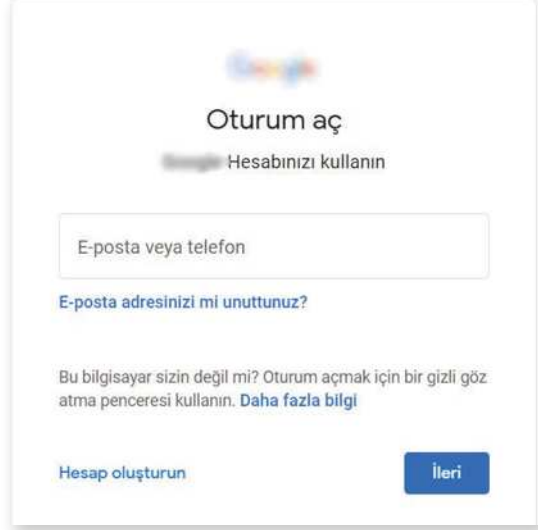 Oturum aç
Hesabınızı kullanın
E-posta veya telefon
E-posta adresinizi mi unuttunuz?
Bu bilgisayar sizin değil mi? Oturum açmak için bir gizli göz
atma penceresi kullanın. Daha fazla bilgi
Hesap oluşturun
İleri